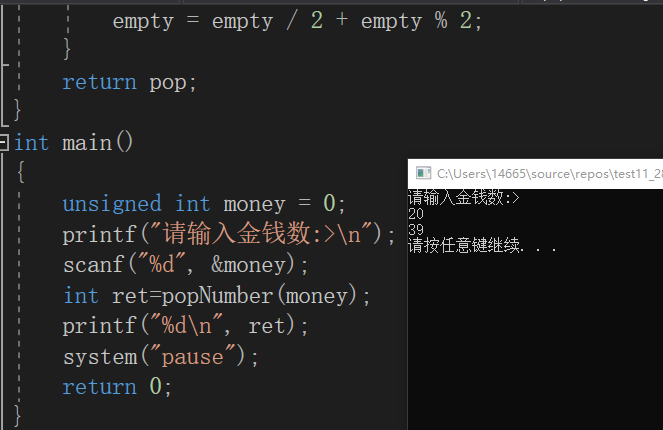 empty = empty / 2 + empty % 2;
}
return pop;
}
int main()
{
unsigned int money = 0;
printf("请输入金钱数:>\n");
scanf("%d", &money);
int ret=popNumber(money);
printf("%d\n", ret);
system("pause");
return 0;
}
C:\Users\14665\source\repos\test11_28
请输入金钱数:>
20
39
请按任意键继续. . .